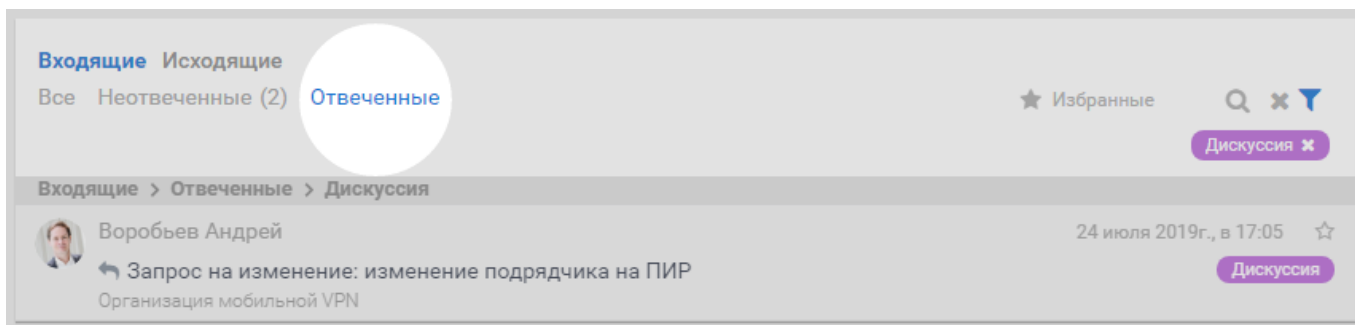 Входящие Исходящие
Все Неотвеченные (2) Отвеченные Избранные
Дискуссия
Входящие > Отвеченные > Дискуссия
Воробьев Андрей 24 июля 2019г., в 17:05
Запрос на изменение: изменение подрядчика на ПИР Дискуссия
Организация мобильной VPN